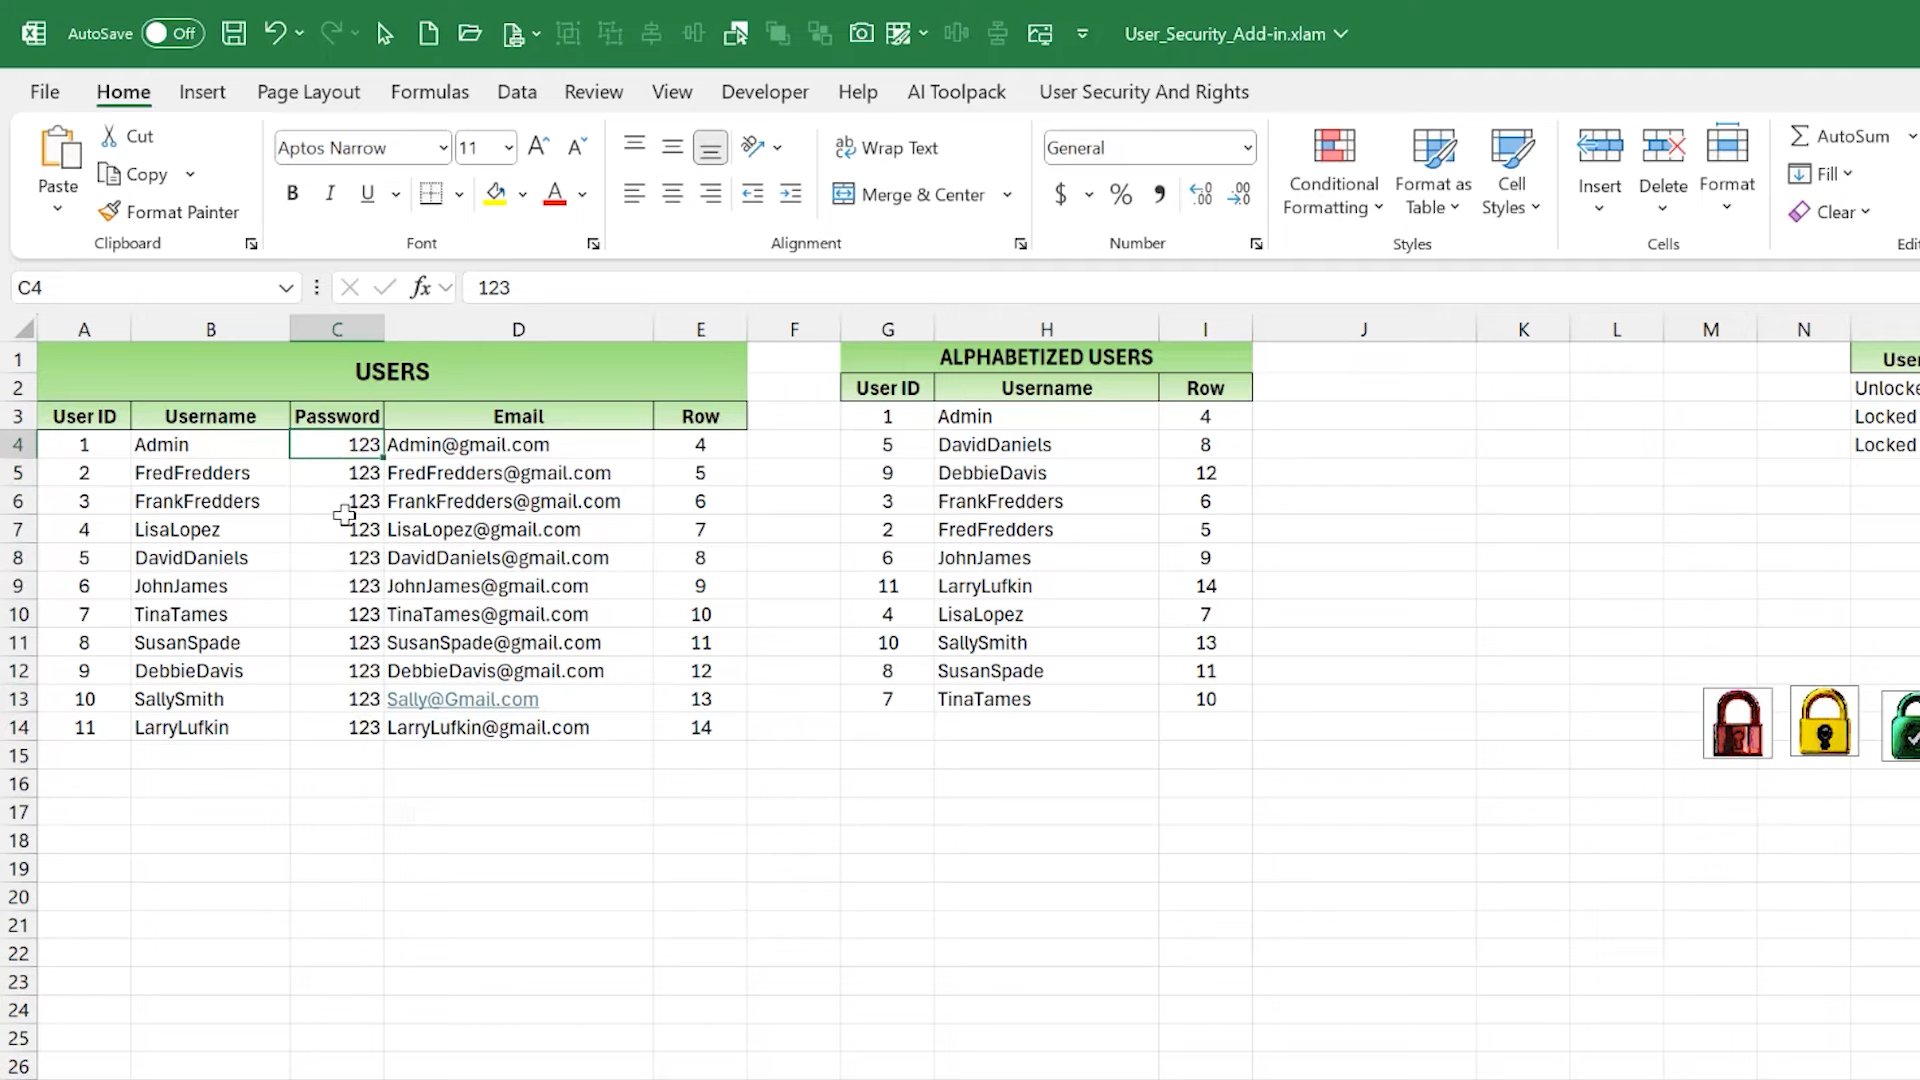 AutoSave Off User_Security_Add-in.xlam
File Home Insert Page Layout Formulas Data Review View Developer Help AI Toolpack User Security And Rights
Paste Cut Copy Format Painter Clipboard
Aptos Narrow 11 B I U A Font
Wrap Text Merge & Center Alignment
General $ % Number
Conditional Formatting Format as Table Cell Styles Styles
Insert Delete Format Cells
AutoSum Fill Clear
C4 fx 123
A B C D E F G H I J K L M N
1 USERS ALPHABETIZED USERS
2 User ID Username Row
3 User ID Username Password Email Row 1 Admin 4 Locked
4 1 Admin 123 Admin@gmail.com 4 5 DavidDaniels 8 Locked
5 2 FredFredders 123 FredFredders@gmail.com 5 9 DebbieDavis 12
6 3 FrankFredders 123 FrankFredders@gmail.com 6 3 FrankFredders 6
7 4 LisaLopez 123 LisaLopez@gmail.com 7 2 FredFredders 5
8 5 DavidDaniels 123 DavidDaniels@gmail.com 8 6 JohnJames 9
9 6 JohnJames 123 JohnJames@gmail.com 9 11 LarryLufkin 14
10 7 TinaTames 123 TinaTames@gmail.com 10 4 LisaLopez 7
11 8 SusanSpade 123 SusanSpade@gmail.com 11 10 SallySmith 13
12 9 DebbieDavis 123 DebbieDavis@gmail.com 12 8 SusanSpade 11
13 10 SallySmith 123 Sally@Gmail.com 13 7 TinaTames 10
14 11 LarryLufkin 123 LarryLufkin@gmail.com 14
15
16
17
18
19
20
21
22
23
24
25
26